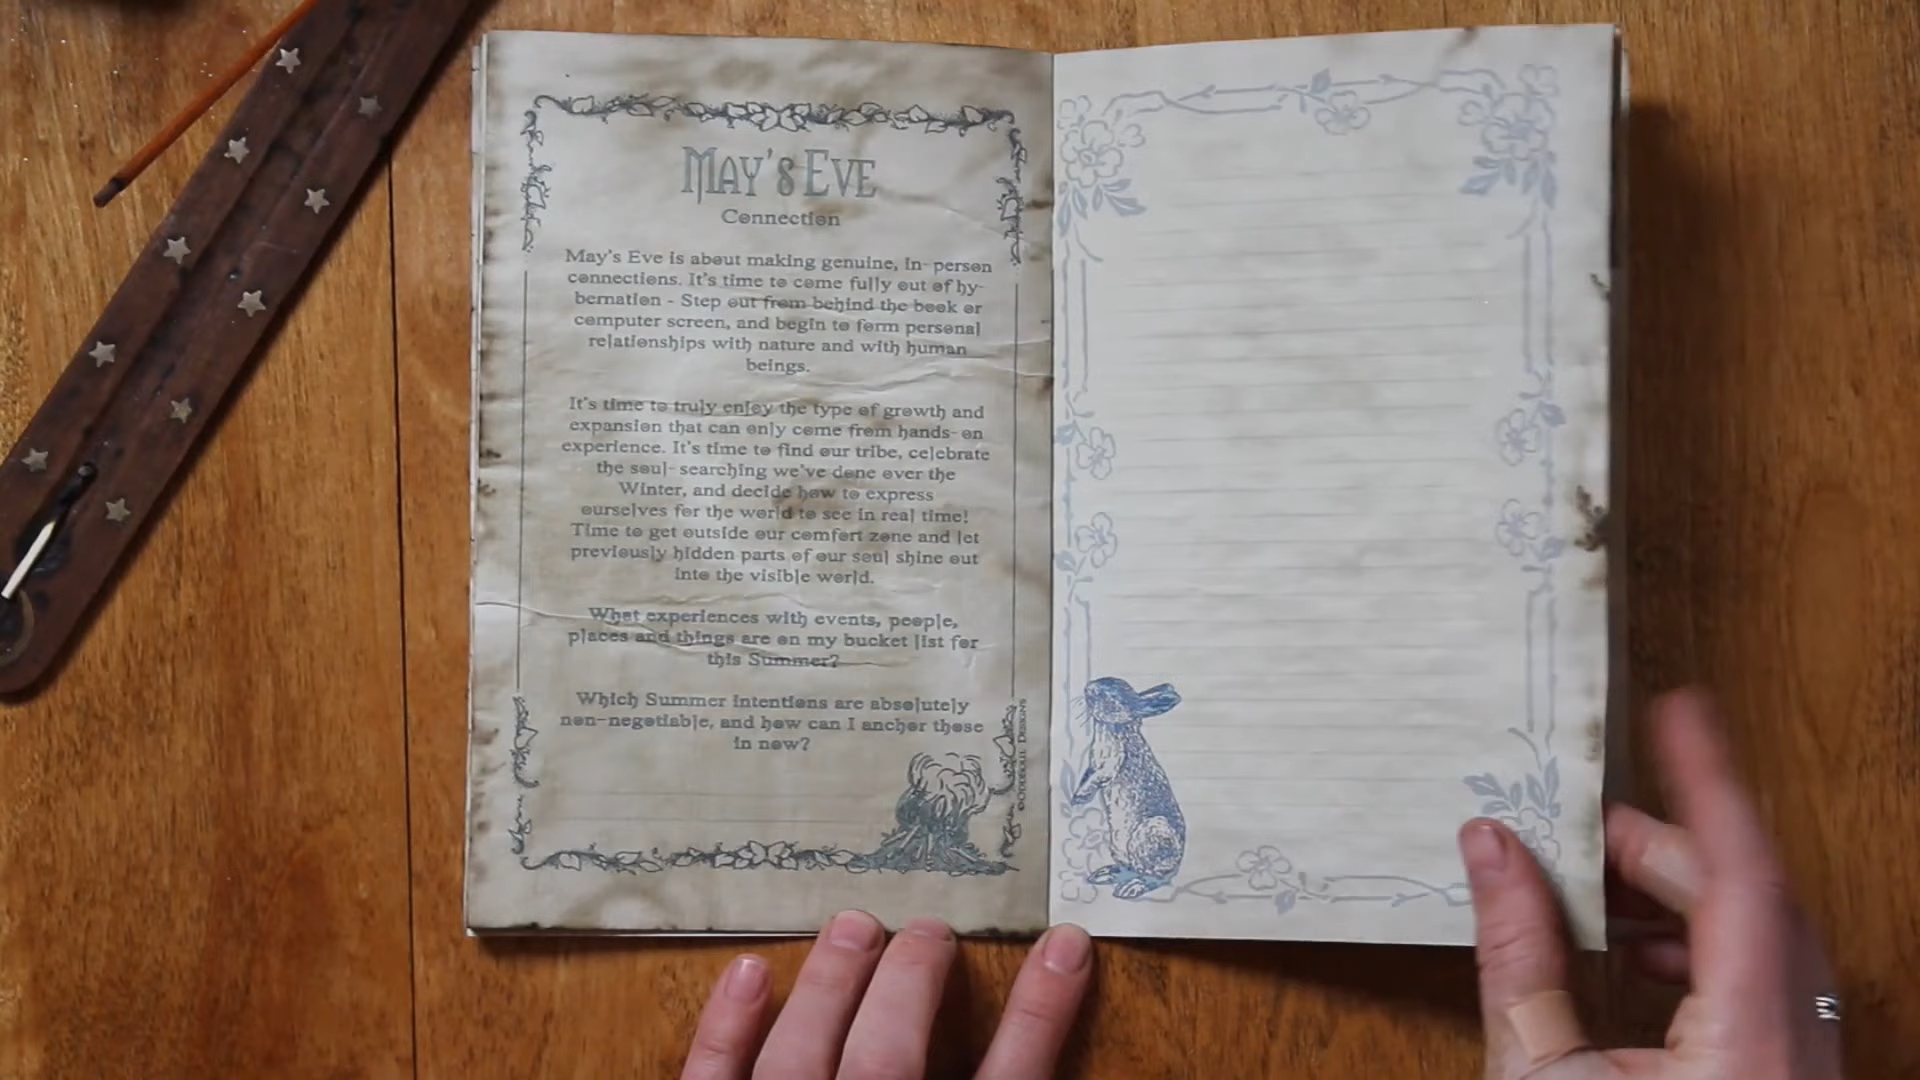 May's Eve
Connection
May's Eve is about making genuine, in-person
connections. It's time to come fully out of hy-
bernation - Step out from behind the book or
computer screen, and begin to form personal
relationships with nature and with human
beings.
It's time to truly enjoy the type of growth and
expansion that can only come from hands-on
experience. It's time to find our tribe, celebrate
the soul-searching we've done over the
Winter, and decide how to express
ourselves for the world to see in real time!
Time to get outside our comfort zone and let
previously hidden parts of our soul shine out
into the visible world.
What experiences with events, people,
places and things are on my bucket list for
this Summer?
Which Summer intentions are absolutely
non-negotiable, and how can I anchor those
in now?